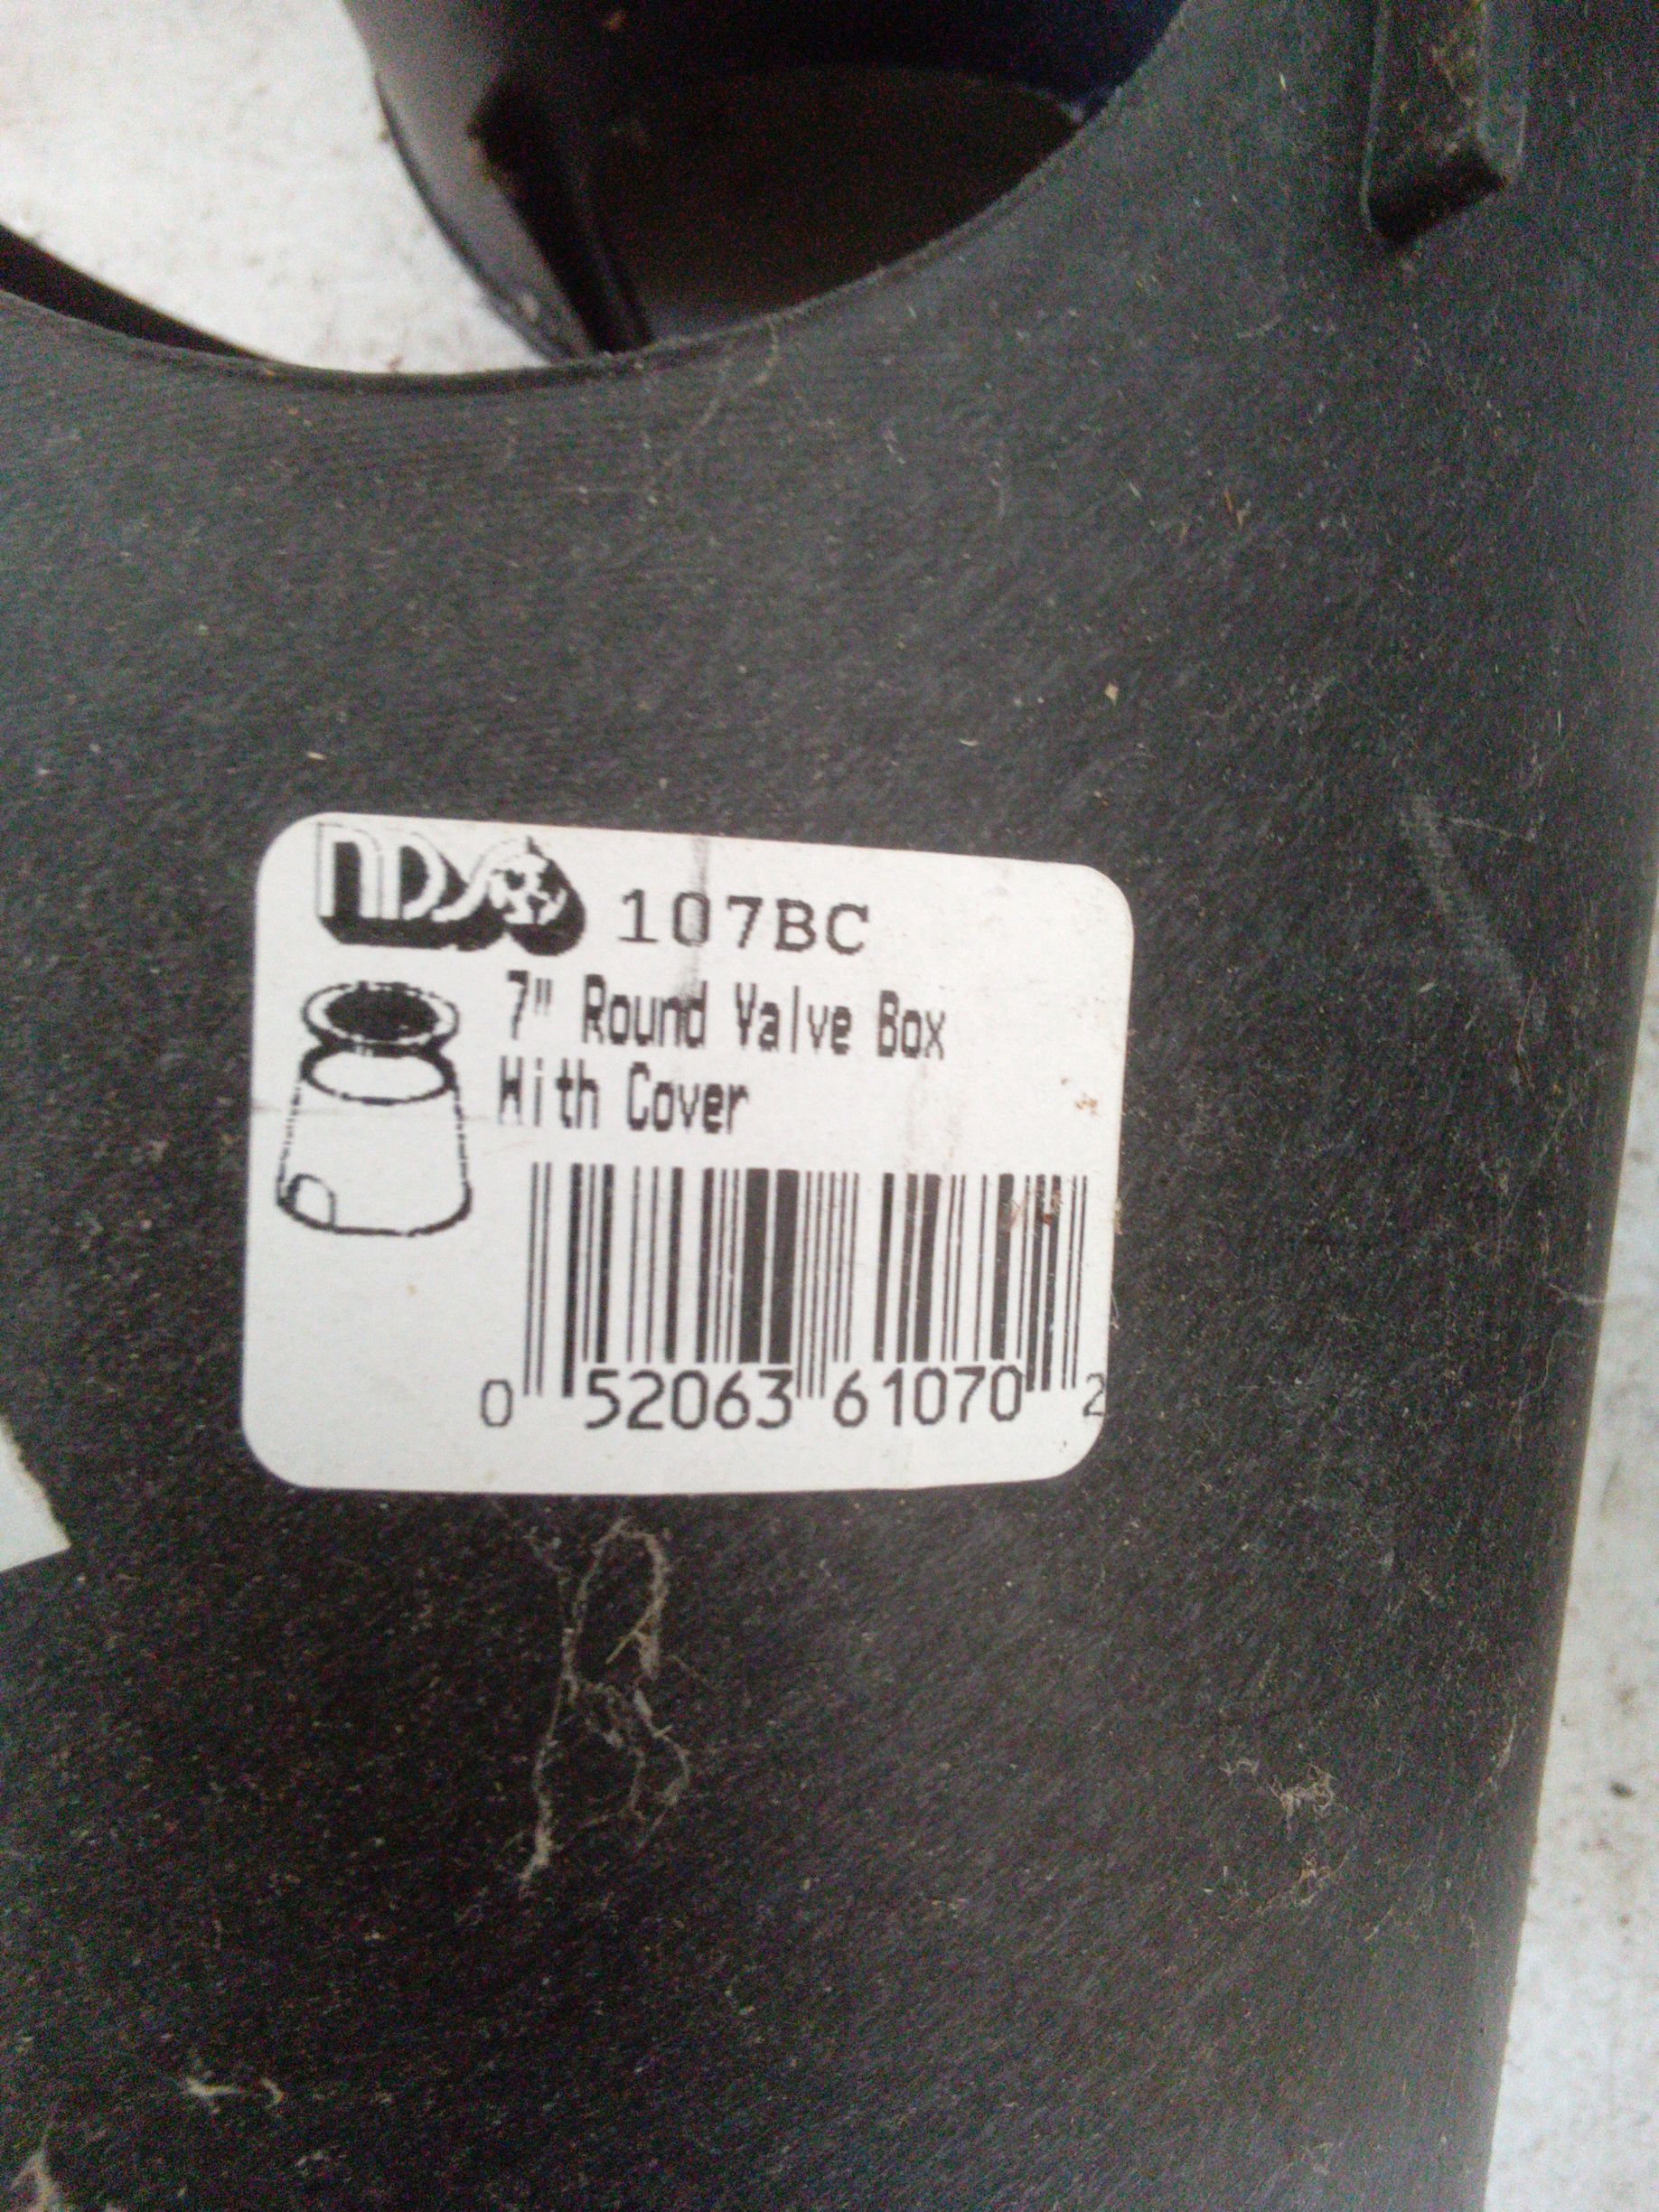 NDS 107BC
7" Round Valve Box
With Cover
0 52063 61070 2